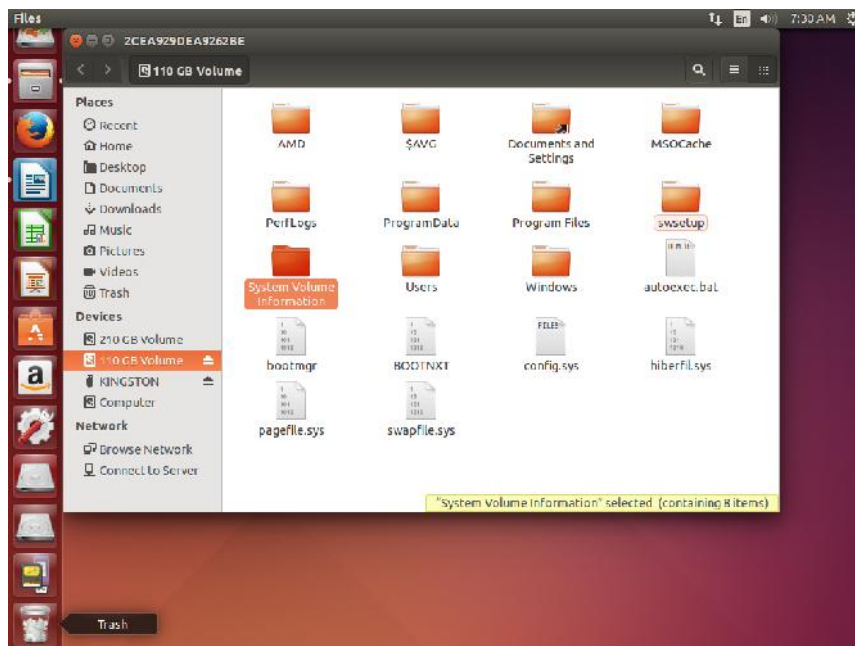 Files
En
7:30 AM
2CEA929DEA9262BE
110 GB Volume
Places
Recent
Home
Desktop
Documents
Downloads
Music
Pictures
Videos
Trash
Devices
210 GB Volume
110 GB Volume
KINGSTON
Computer
Network
Browse Network
Connect to Server
AMD
$AVG
Documents and
Settings
MSOCache
PerfLogs
ProgramData
Program Files
swsetup
System Volume
Information
Users
Windows
autoexec.bat
bootmgr
BOOTNXT
config.sys
hiberfil.sys
pagefile.sys
swapfile.sys
"System Volume Information" selected (containing 8 items)
A
a
Trash